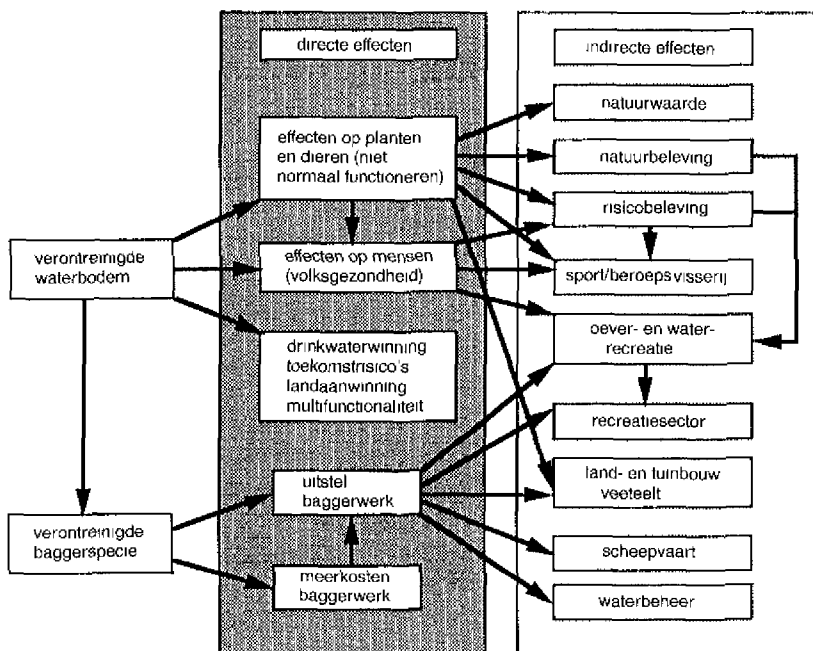 directe effecten
indirecte effecten
natuurwaarde
effecten op planten
en dieren (niet
normaal functioneren)
natuurbeleving
risicobeleving
verontreinigde
waterbodem
effecten op mensen
(volksgezondheid)
sport/beroepsvisserij
oever- en water-
recreatie
drinkwaterwinning
toekomstrisico's
landaanwinning
multifunctionaliteit
recreatiesector
uitstel
baggerwerk
land- en tuinbouw
veeteelt
verontreinigde
baggerspecie
scheepvaart
meerkosten
baggerwerk
waterbeheer